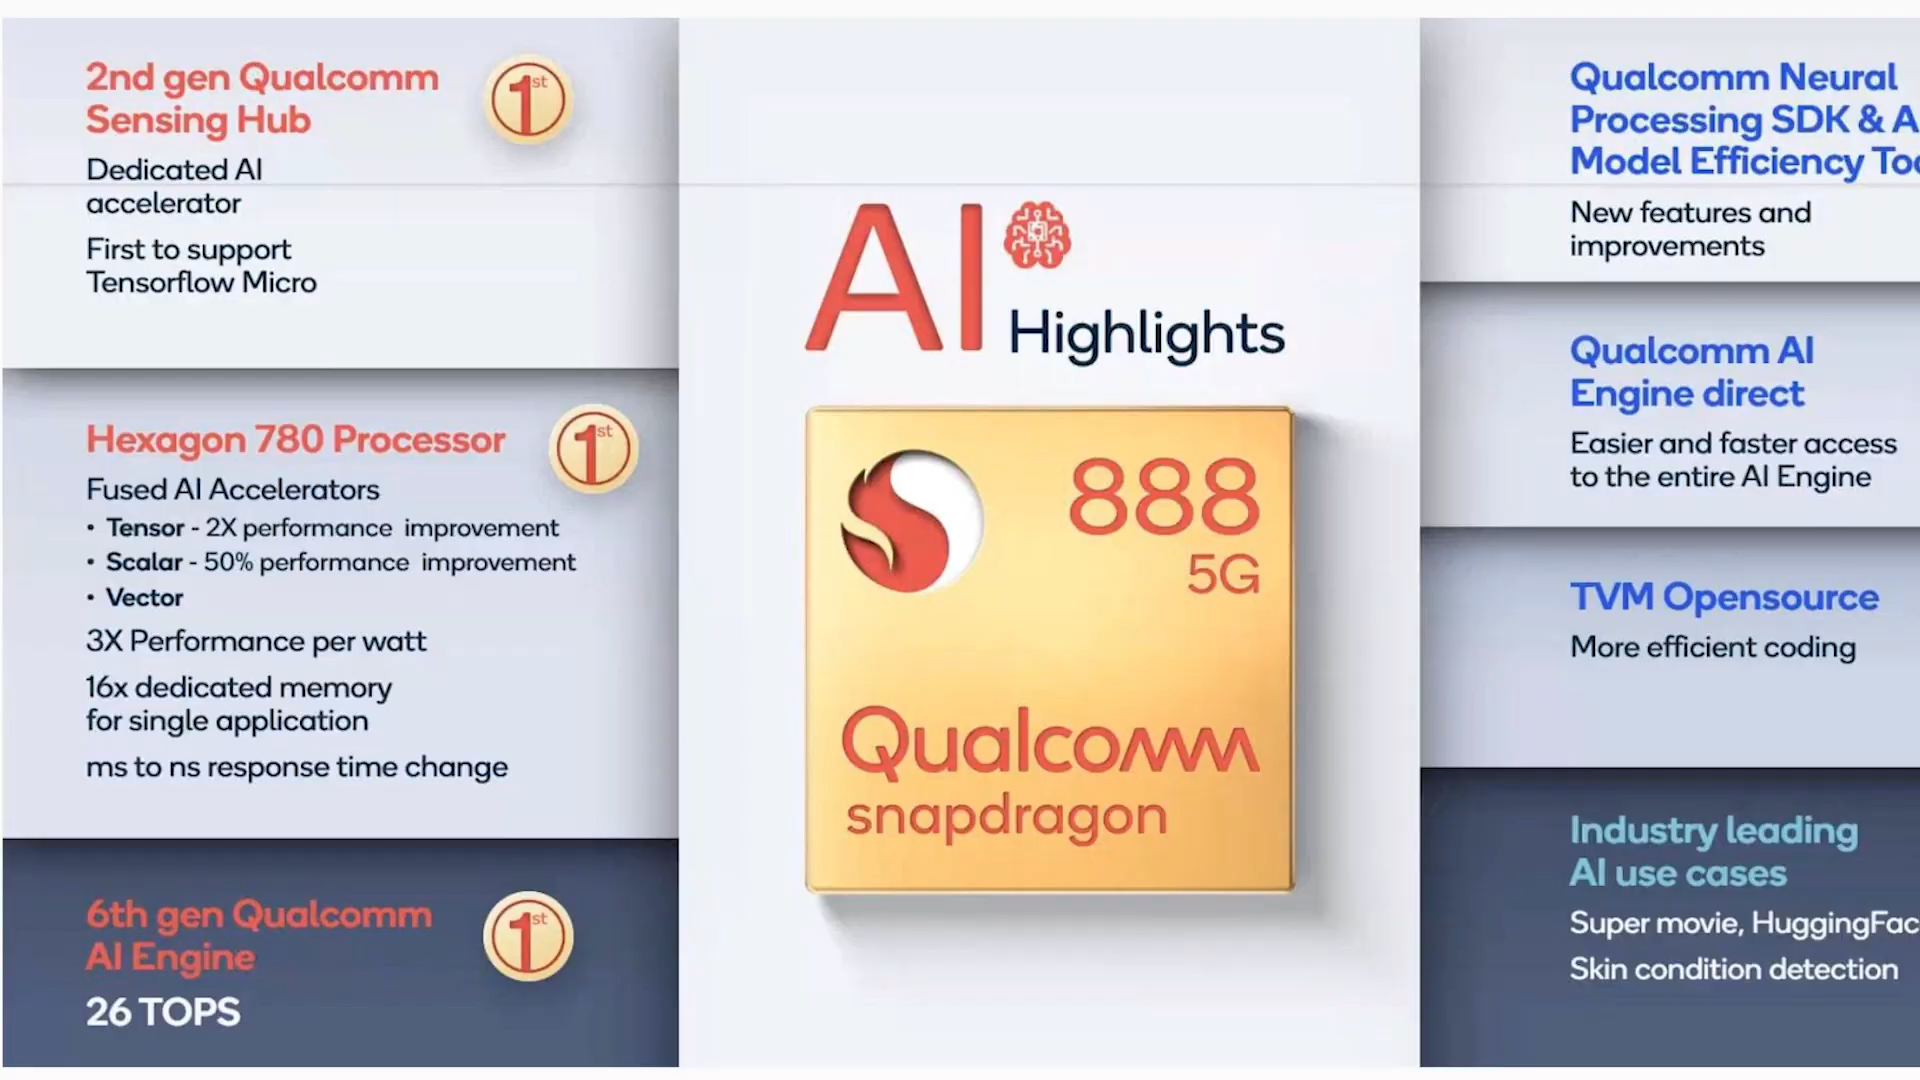 2nd gen Qualcomm
Sensing Hub
1st
Dedicated AI
accelerator
First to support
Tensorflow Micro
Hexagon 780 Processor
1st
Fused AI Accelerators
• Tensor - 2X performance improvement
• Scalar - 50% performance improvement
• Vector
3X Performance per watt
16x dedicated memory
for single application
ms to ns response time change
6th gen Qualcomm
AI Engine
1st
26 TOPS
AI
Highlights
888
5G
Qualcomm
snapdragon
Qualcomm Neural
Processing SDK &
Model Efficiency
New features and
improvements
Qualcomm AI
Engine direct
Easier and faster access
to the entire AI Engine
TVM Opensource
More efficient coding
Industry leading
AI use cases
Super movie,
Skin condition detection